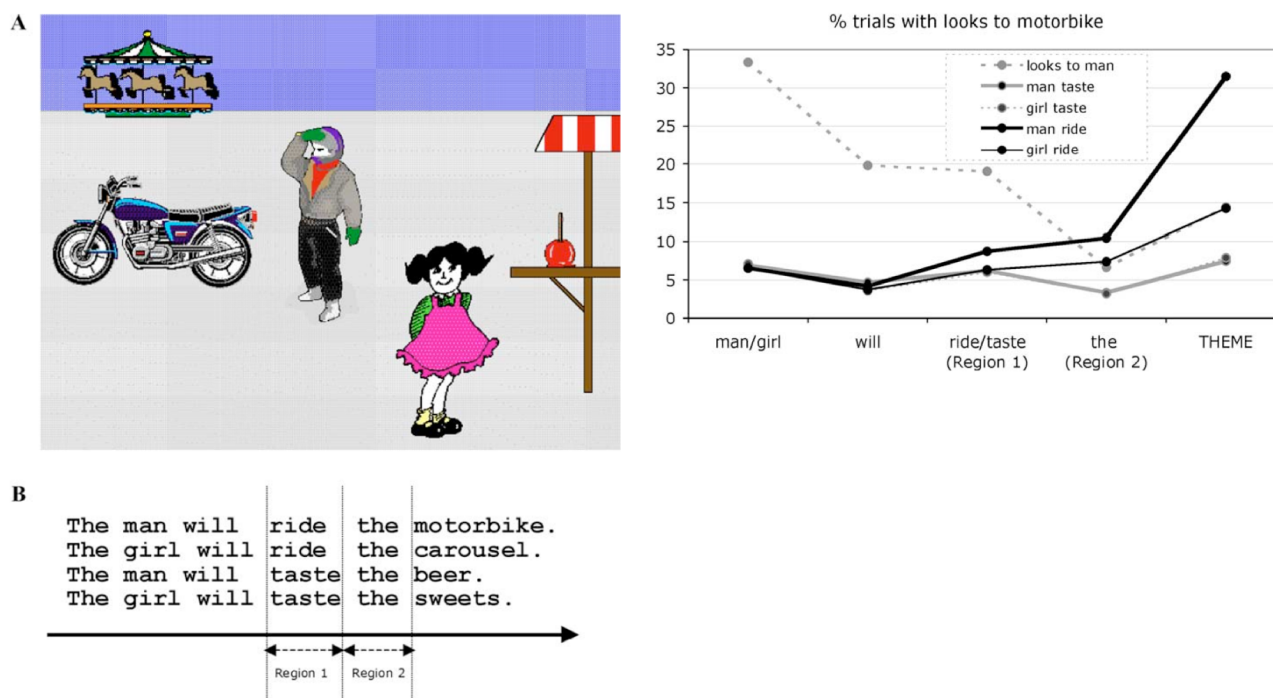 A
% trials with looks to motorbike
35
30
25
20
15
10
5
0
looks to man
man taste
girl taste
man ride
girl ride
man/girl
will
ride/taste
(Region 1)
the
(Region 2)
THEME
B
The man will ride the motorbike.
The girl will ride the carousel.
The man will taste the beer.
The girl will taste the sweets.
Region 1
Region 2